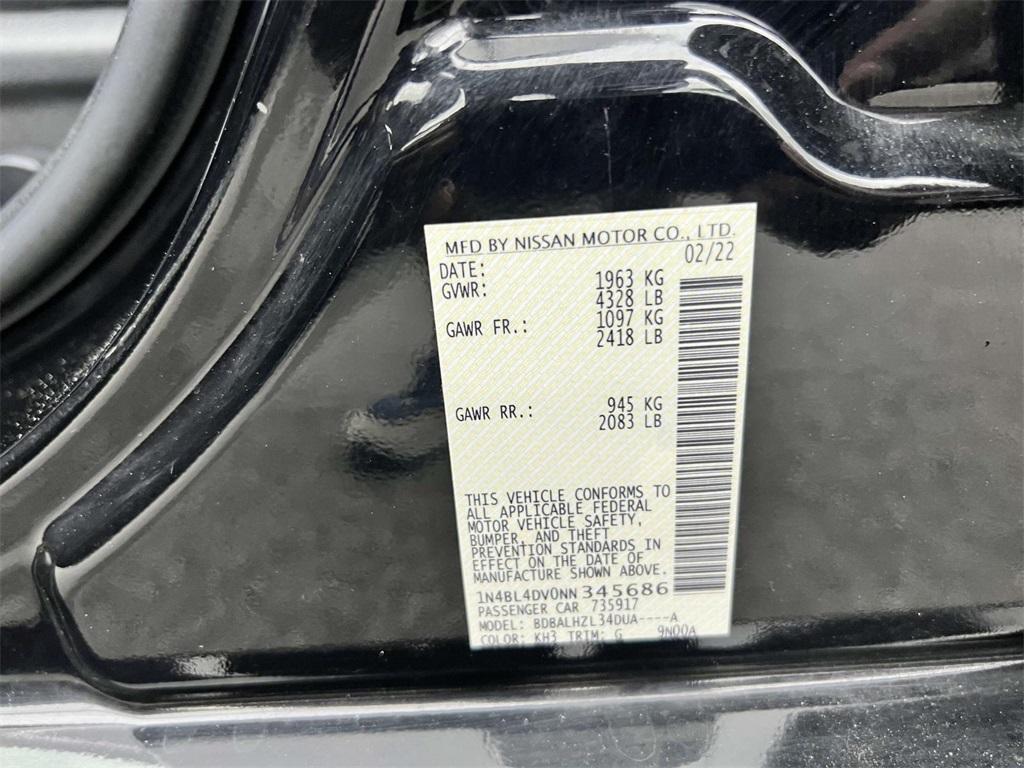 MFD BY NISSAN MOTOR CO., LTD.
DATE: 02/22
GVWR: 1963 KG
4328 LB
GAWR FR.: 1097 KG
2418 LB
GAWR RR.: 945 KG
2083 LB
THIS VEHICLE CONFORMS TO
ALL APPLICABLE FEDERAL
MOTOR VEHICLE SAFETY,
BUMPER, AND THEFT
PREVENTION STANDARDS IN
EFFECT ON THE DATE OF
MANUFACTURE SHOWN ABOVE.
1N4BL4DV0NN345686
PASSENGER CAR 735917
MODEL: BDBALHZL34DUA----A
COLOR: KH3 TRIM: G 9N00A